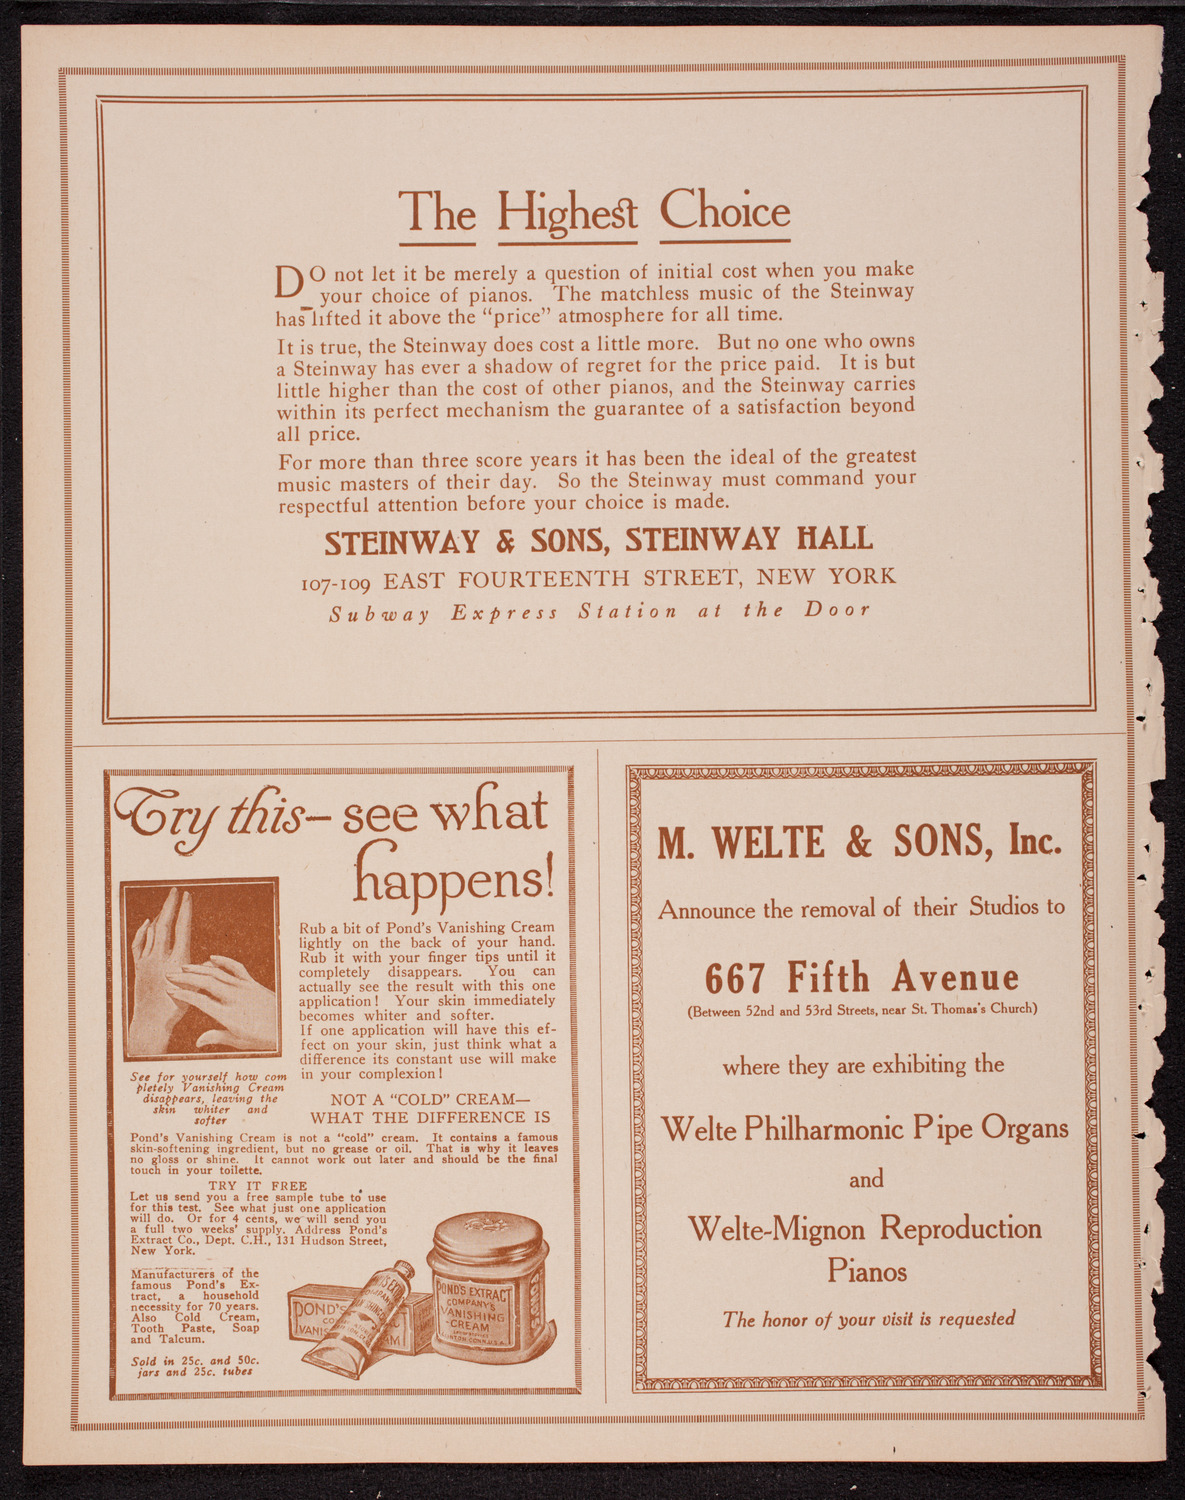 The Highest Choice
DO not let it be merely a question of initial cost when you make
your choice of pianos. The matchless music of the Steinway
has lifted it above the “price” atmosphere for all time.
It is true, the Steinway does cost a little more. But no one who owns
a Steinway has ever a shadow of regret for the price paid. It is but
little higher than the cost of other pianos, and the Steinway carries
within its perfect mechanism the guarantee of a satisfaction beyond
all price.
For more than three score years it has been the ideal of the greatest
music masters of their day. So the Steinway must command your
respectful attention before your choice is made.
STEINWAY & SONS, STEINWAY HALL
107-109 EAST FOURTEENTH STREET, NEW YORK
Subway Express Station at the Door
Try this— see what
happens!
Rub a bit of Pond's Vanishing Cream
lightly on the back of your hand.
Rub it with your finger tips until it
completely disappears. You can
actually see the result with this one
application! Your skin immediately
becomes whiter and softer.
If one application will have this ef-
fect on your skin, just think what a
difference its constant use will make
in your complexion!
See for yourself how com
pletely Vanishing Cream
disappears, leaving the
skin whiter and
softer
NOT A “COLD” CREAM—
WHAT THE DIFFERENCE IS
Pond's Vanishing Cream is not a “cold” cream. It contains a famous
skin-softening ingredient, but no grease or oil. That is why it leaves
no gloss or shine. It cannot work out later and should be the final
touch in your toilette.
TRY IT FREE
Let us send you a free sample tube to use
for this test. See what just one application
will do. Or for 4 cents, we will send you
a full two weeks' supply. Address Pond's
Extract Co., Dept. C.H., 131 Hudson Street,
New York.
Manufacturers of the
famous Pond's Ex-
tract, a household
necessity for 70 years.
Also Cold Cream,
Tooth Paste, Soap
and Talcum.
Sold in 25c. and 50c.
jars and 25c. tubes
POND'S
POND'S EXTRACT
COMPANY'S
VANISHING
CREAM
M. WELTE & SONS, Inc.
Announce the removal of their Studios to
667 Fifth Avenue
(Between 52nd and 53rd Streets, near St. Thomas's Church)
where they are exhibiting the
Welte Philharmonic Pipe Organs
and
Welte-Mignon Reproduction
Pianos
The honor of your visit is requested